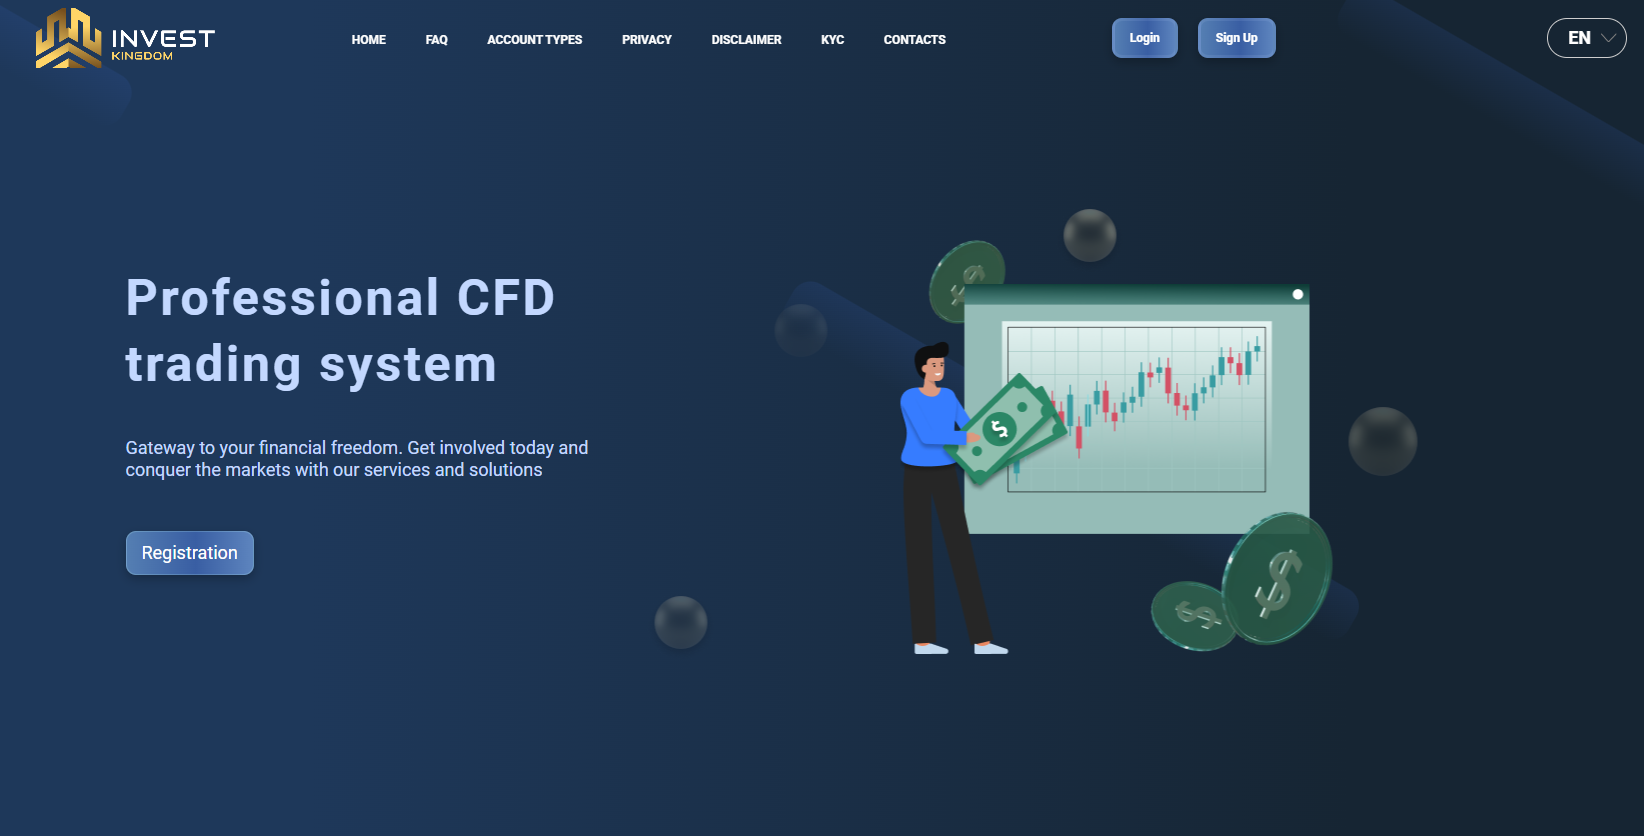 INVEST
KINGDOM
HOME FAQ ACCOUNT TYPES PRIVACY DISCLAIMER KYC CONTACTS
Login Sign Up
EN
Professional CFD
trading system
Gateway to your financial freedom. Get involved today and
conquer the markets with our services and solutions
Registration
$
$
$
$